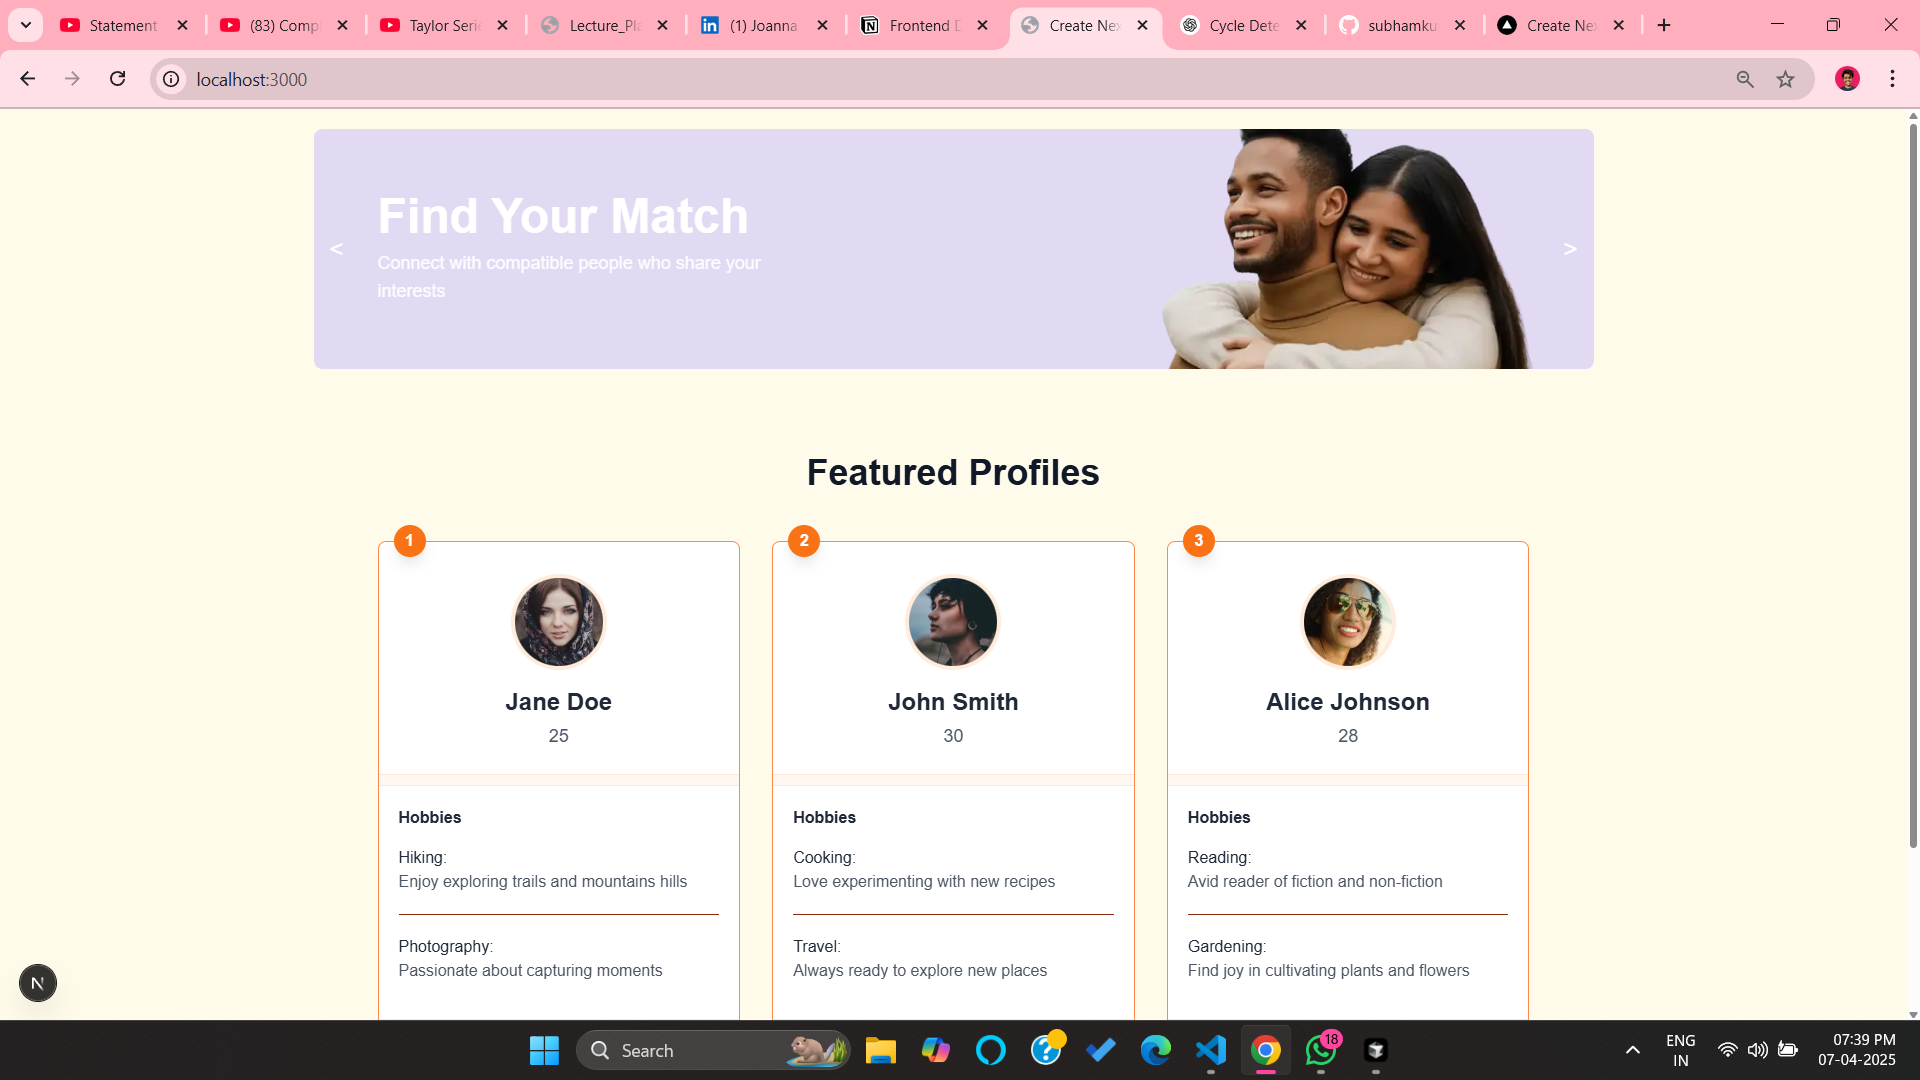 Statement
(83) Comp
Taylor Serie
Lecture_Pla
(1) Joanna
Frontend D
Create Nex
Cycle Dete
subhamku
Create Nex
localhost:3000
Find Your Match
<
>
Connect with compatible people who share your
interests
Featured Profiles
1
2
3
Jane Doe
John Smith
Alice Johnson
25
30
28
Hobbies
Hobbies
Hobbies
Hiking:
Enjoy exploring trails and mountains hills
Cooking:
Love experimenting with new recipes
Reading:
Avid reader of fiction and non-fiction
Photography:
Passionate about capturing moments
Travel:
Always ready to explore new places
Gardening:
Find joy in cultivating plants and flowers
N
Search
18
ENG
IN
07:39 PM
07-04-2025